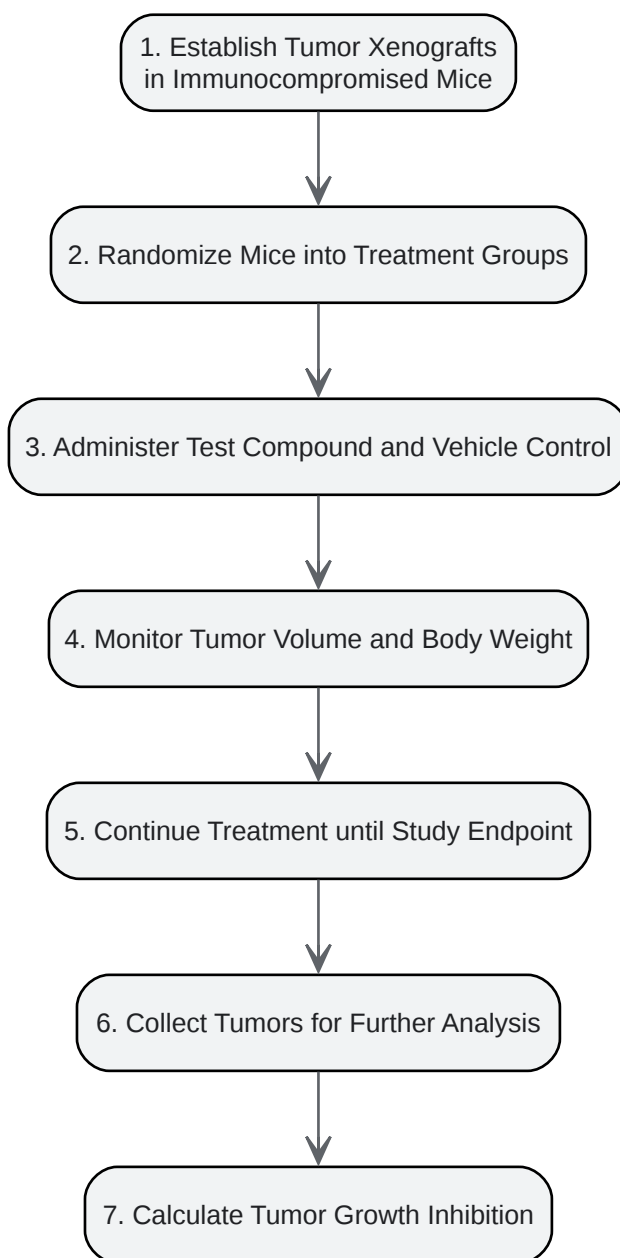 1. Establish Tumor Xenografts
in Immunocompromised Mice
2. Randomize Mice into Treatment Groups
3. Administer Test Compound and Vehicle Control
4. Monitor Tumor Volume and Body Weight
5. Continue Treatment until Study Endpoint
6. Collect Tumors for Further Analysis
7. Calculate Tumor Growth Inhibition